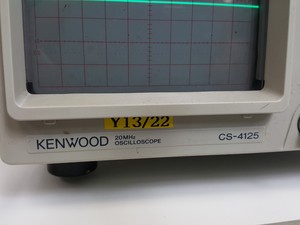 Y13/22
KENWOOD
20MHz
OSCILLOSCOPE
CS-4125